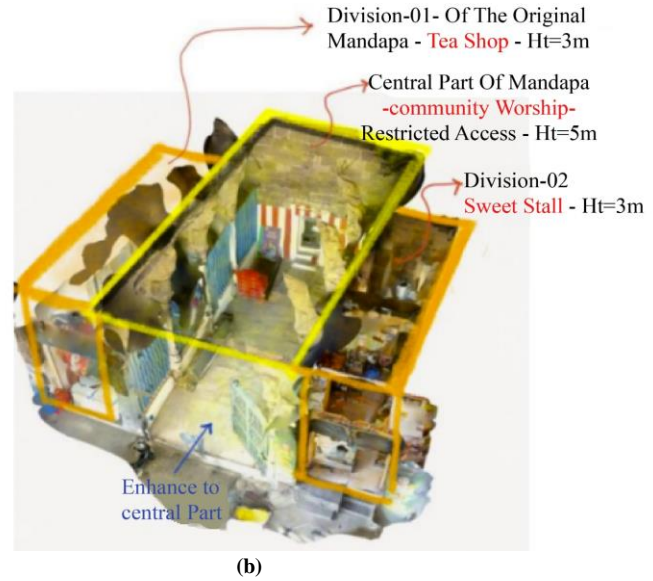 Division-01- Of The Original
Mandapa - Tea Shop - Ht=3m
Central Part Of Mandapa
-community Worship-
Restricted Access - Ht=5m
Division-02
Sweet Stall - Ht=3m
Enhance to
central Part
(b)